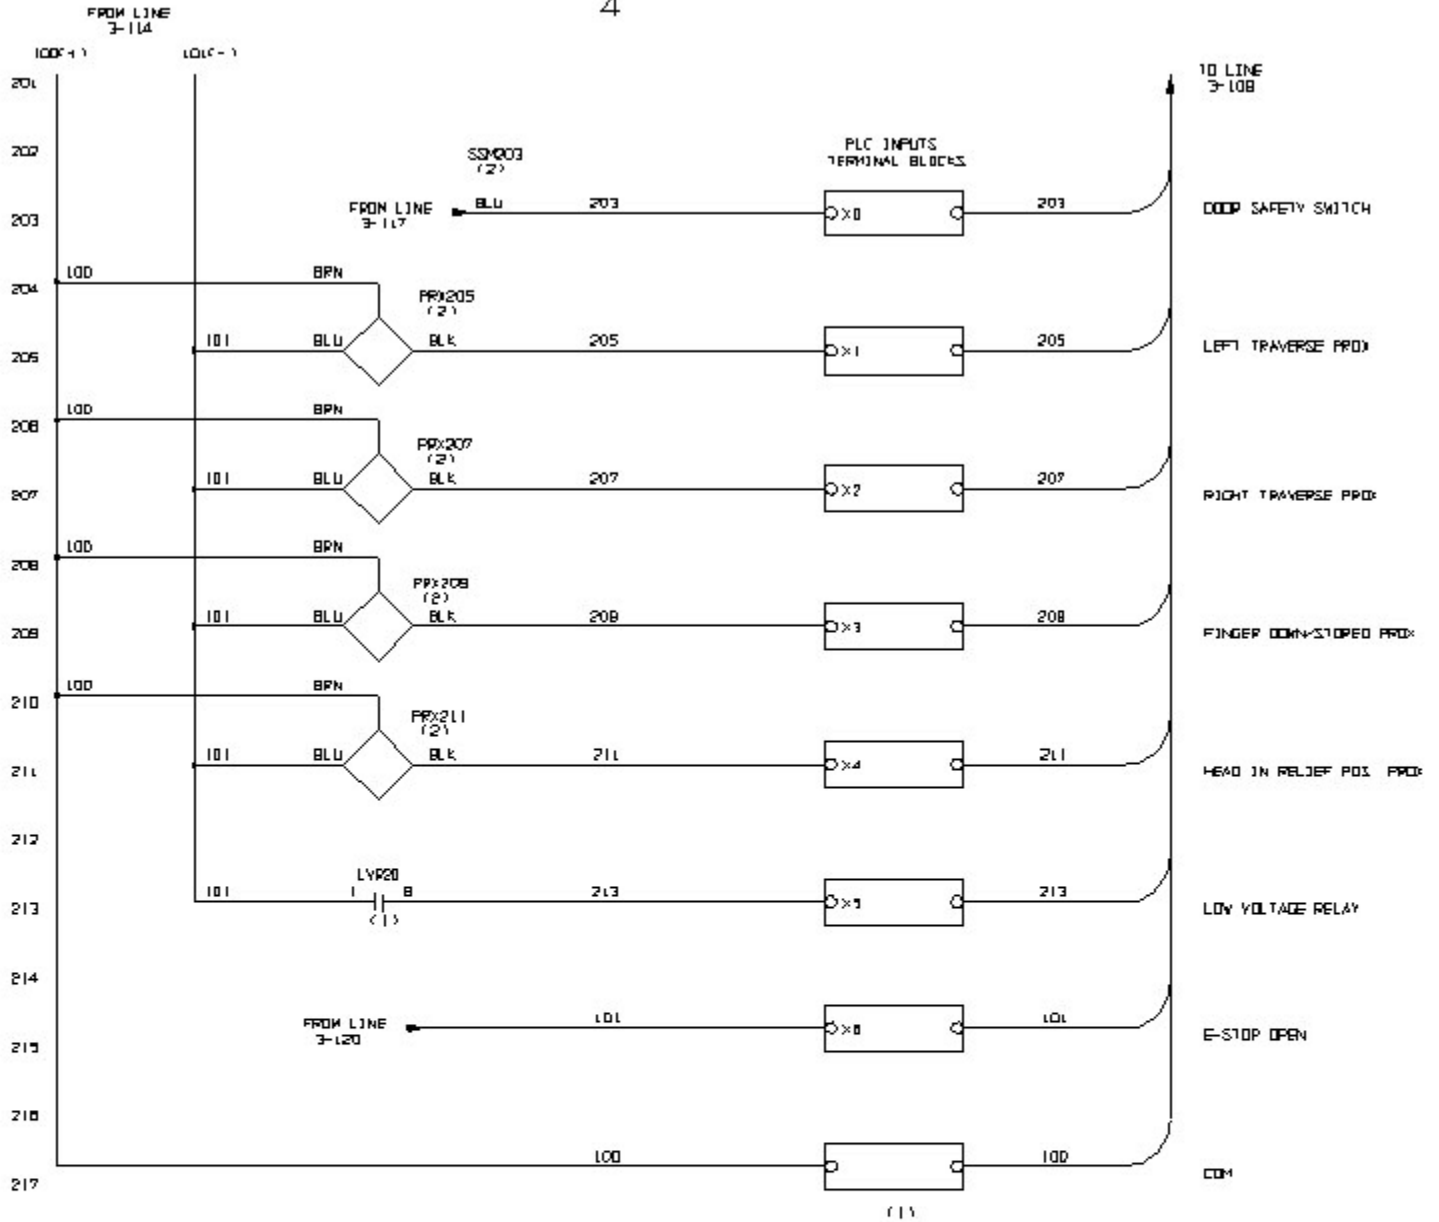 4
FROM LINE
3-114
100(+) 101(-)
201
TO LINE
3-108
202
SSM203
(2)
PLC INPUTS
TERMINAL BLOCKS
203 FROM LINE
3-117
BLU 203 X0 203 DOOR SAFETY SWITCH
204 100 BRN
PRX205
(2)
205 101 BLU BLK 205 X1 205 LEFT TRAVERSE PROX
206 100 BRN
PRX207
(2)
207 101 BLU BLK 207 X2 207 RIGHT TRAVERSE PROX
208 100 BRN
PRX209
(2)
209 101 BLU BLK 209 X3 209 FINGER DOWN/STORED PROX
210 100 BRN
PRX211
(2)
211 101 BLU BLK 211 X4 211 HEAD IN RELIEF POS. PROX
212
LVR20
213 101 1 8 213 X5 213 LOW VOLTAGE RELAY
(1)
214
FROM LINE
3-120
215 101 X6 101 E-STOP OPEN
216
217 100 100 COM
(1)